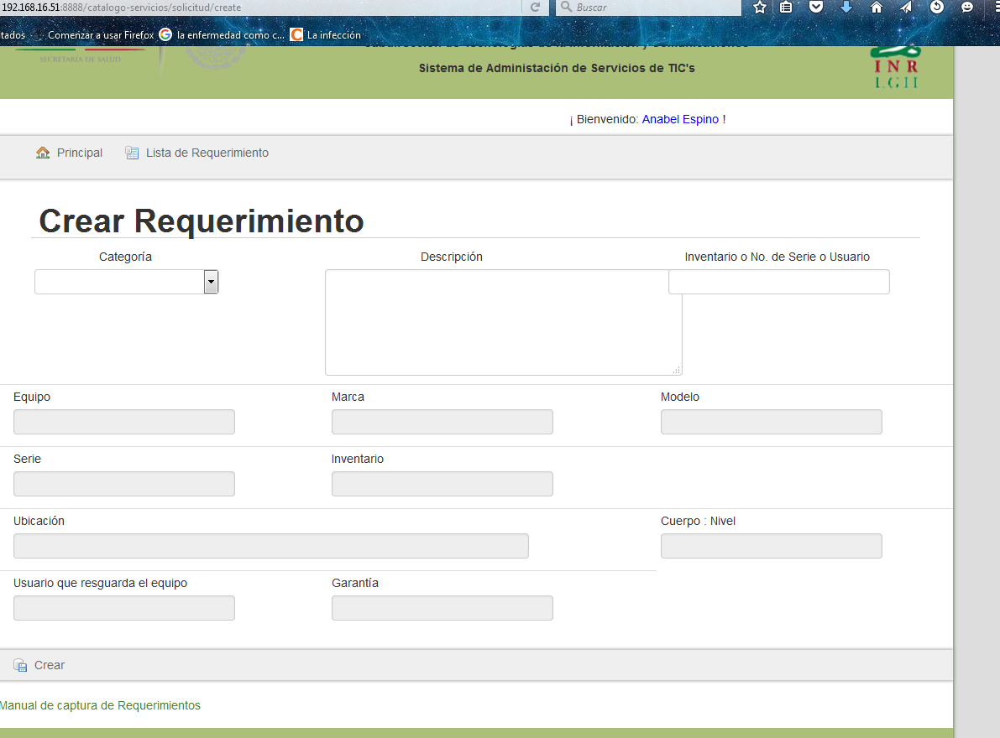 192.168.16.51:8888/catalogo-servicios/solicitud/create
Buscar
tados
Comenzar a usar Firefox
la enfermedad como c...
La infección
SECRETARÍA DE SALUD
Sistema de Administación de Servicios de TIC's
INR
LGII
¡ Bienvenido: Anabel Espino !
Principal
Lista de Requerimiento
Crear Requerimiento
Categoría
Descripción
Inventario o No. de Serie o Usuario
Equipo
Marca
Modelo
Serie
Inventario
Ubicación
Cuerpo : Nivel
Usuario que resguarda el equipo
Garantía
Crear
Manual de captura de Requerimientos